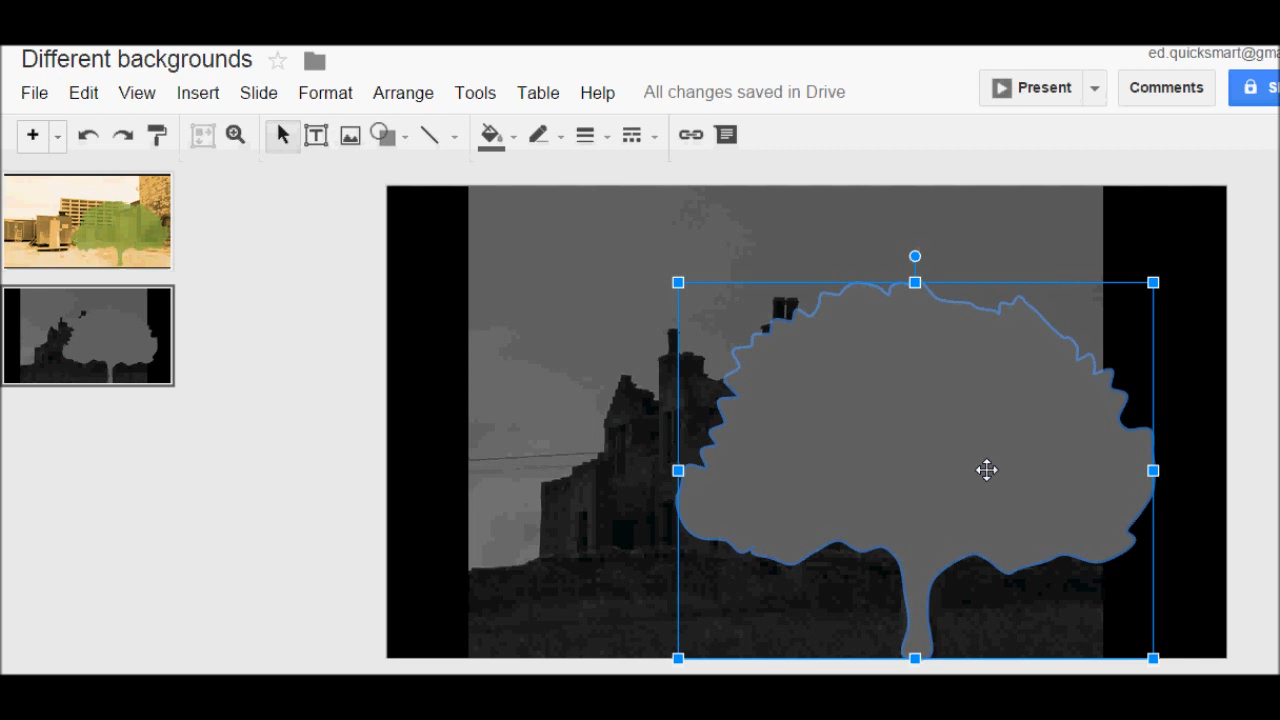 Different backgrounds
ed.quicksmart@gma
File Edit View Insert Slide Format Arrange Tools Table Help All changes saved in Drive
Present Comments S